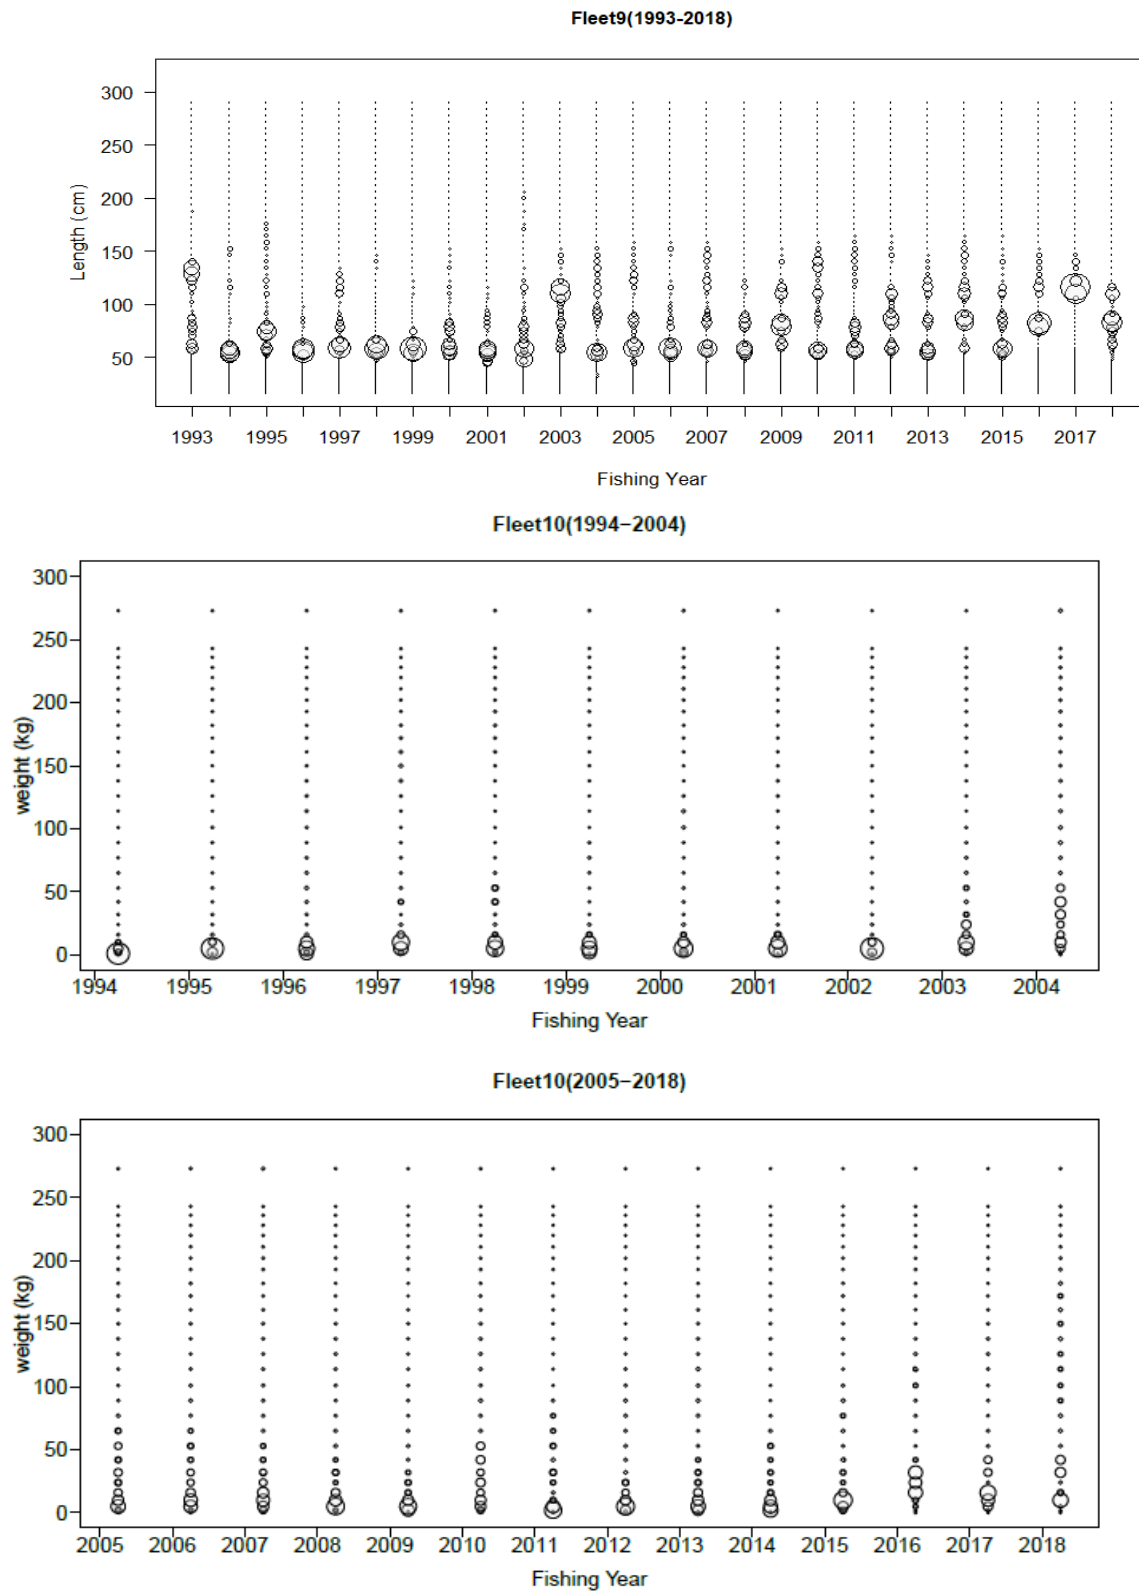 Fleet9(1993-2018)
300
250
200
150
100
50
Length (cm)
1993 1995 1997 1999 2001 2003 2005 2007 2009 2011 2013 2015 2017
Fishing Year
Fleet10(1994−2004)
300
250
200
150
100
50
0
weight (kg)
1994 1995 1996 1997 1998 1999 2000 2001 2002 2003 2004
Fishing Year
Fleet10(2005−2018)
300
250
200
150
100
50
0
weight (kg)
2005 2006 2007 2008 2009 2010 2011 2012 2013 2014 2015 2016 2017 2018
Fishing Year